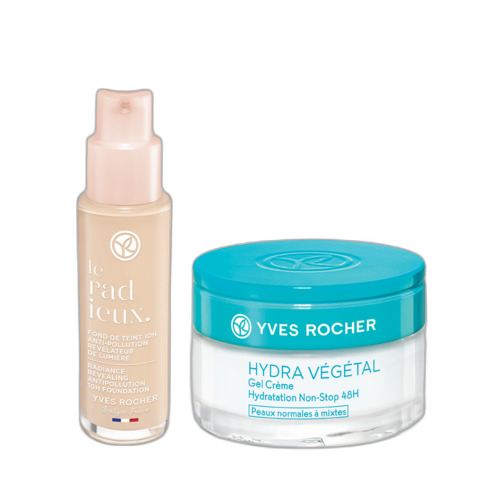 le
rad
ieux.
FOND DE TEINT 10H
ANTI-POLLUTION
RÉVÉLATEUR
DE LUMIÈRE
RADIANCE
REVEALING
ANTIPOLLUTION
10H FOUNDATION
YVES ROCHER
YVES ROCHER
HYDRA VÉGÉTAL
Gel Crème
Hydratation Non-Stop 48H
Peaux normales à mixtes